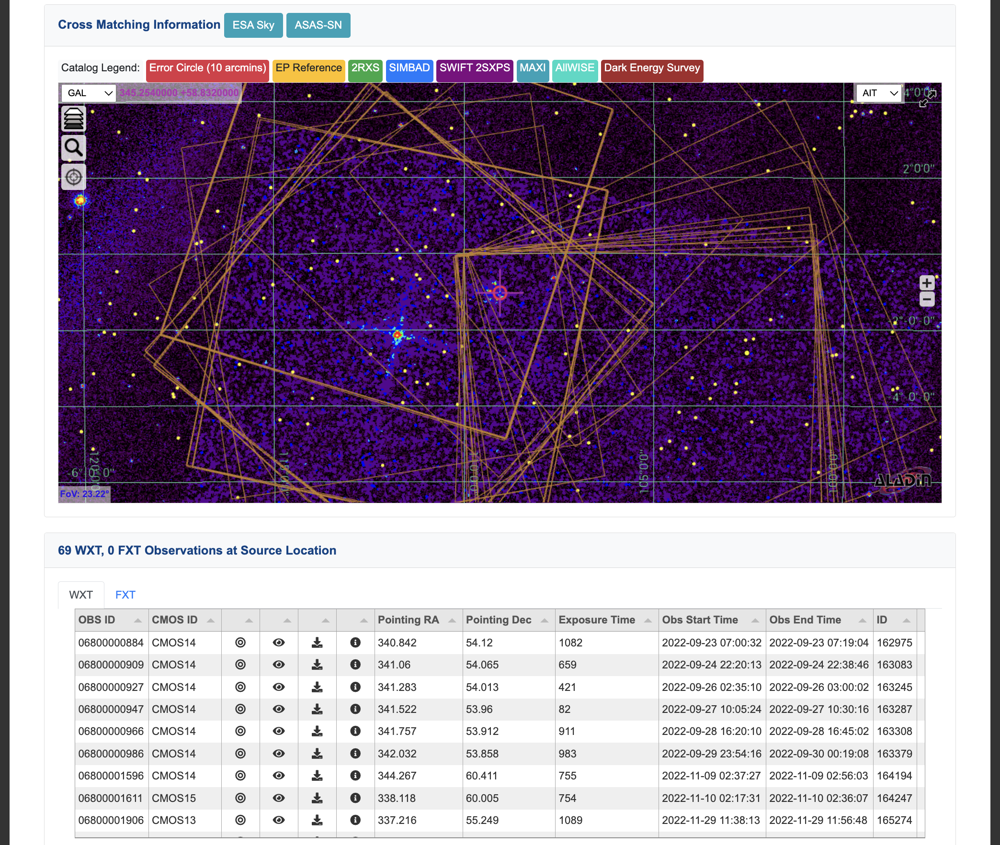 Cross Matching Information ESA Sky ASAS-SN
Catalog Legend: Error Circle (10 arcmins) EP Reference 2RXS SIMBAD SWIFT 2SXPS MAXI AllWISE Dark Energy Survey
GAL 345.2540000 +58.8320000 AIT 4°0'0"
2°0'0"
+
−
-2°-0'-0"
-4°-0'-0"
-6°-0'-0" 120°0'0" 115°0'0" 110°0'0" 105°0'0" 100°0'0"
ALADiN
FoV: 23.22°
69 WXT, 0 FXT Observations at Source Location
WXT FXT
OBS ID CMOS ID Pointing RA Pointing Dec Exposure Time Obs Start Time Obs End Time ID
06800000884 CMOS14 340.842 54.12 1082 2022-09-23 07:00:32 2022-09-23 07:19:04 162975
06800000909 CMOS14 341.06 54.065 659 2022-09-24 22:20:13 2022-09-24 22:38:46 163083
06800000927 CMOS14 341.283 54.013 421 2022-09-26 02:35:10 2022-09-26 03:00:02 163245
06800000947 CMOS14 341.522 53.96 82 2022-09-27 10:05:24 2022-09-27 10:30:16 163287
06800000966 CMOS14 341.757 53.912 911 2022-09-28 16:20:10 2022-09-28 16:45:02 163308
06800000986 CMOS14 342.032 53.858 983 2022-09-29 23:54:16 2022-09-30 00:19:08 163379
06800001596 CMOS14 344.267 60.411 755 2022-11-09 02:37:27 2022-11-09 02:56:03 164194
06800001611 CMOS15 338.118 60.005 754 2022-11-10 02:17:31 2022-11-10 02:36:07 164247
06800001906 CMOS13 337.216 55.249 1089 2022-11-29 11:38:13 2022-11-29 11:56:48 165274